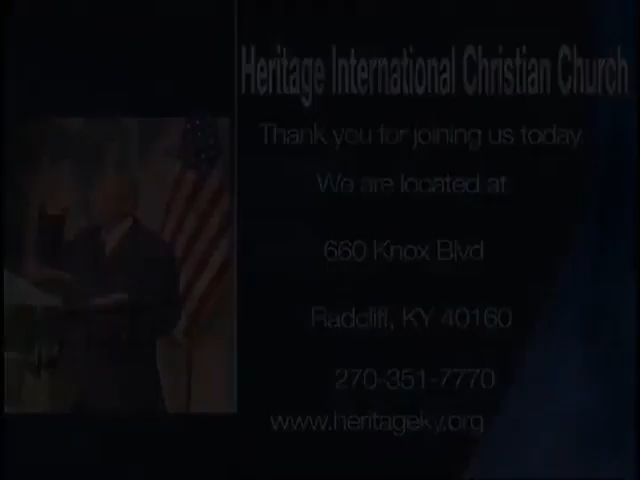 Heritage International Christian Church
Thank you for joining us today
We are located at
660 Knox Blvd
Radcliff, KY 40160
270-351-7770
www.heritageky.org